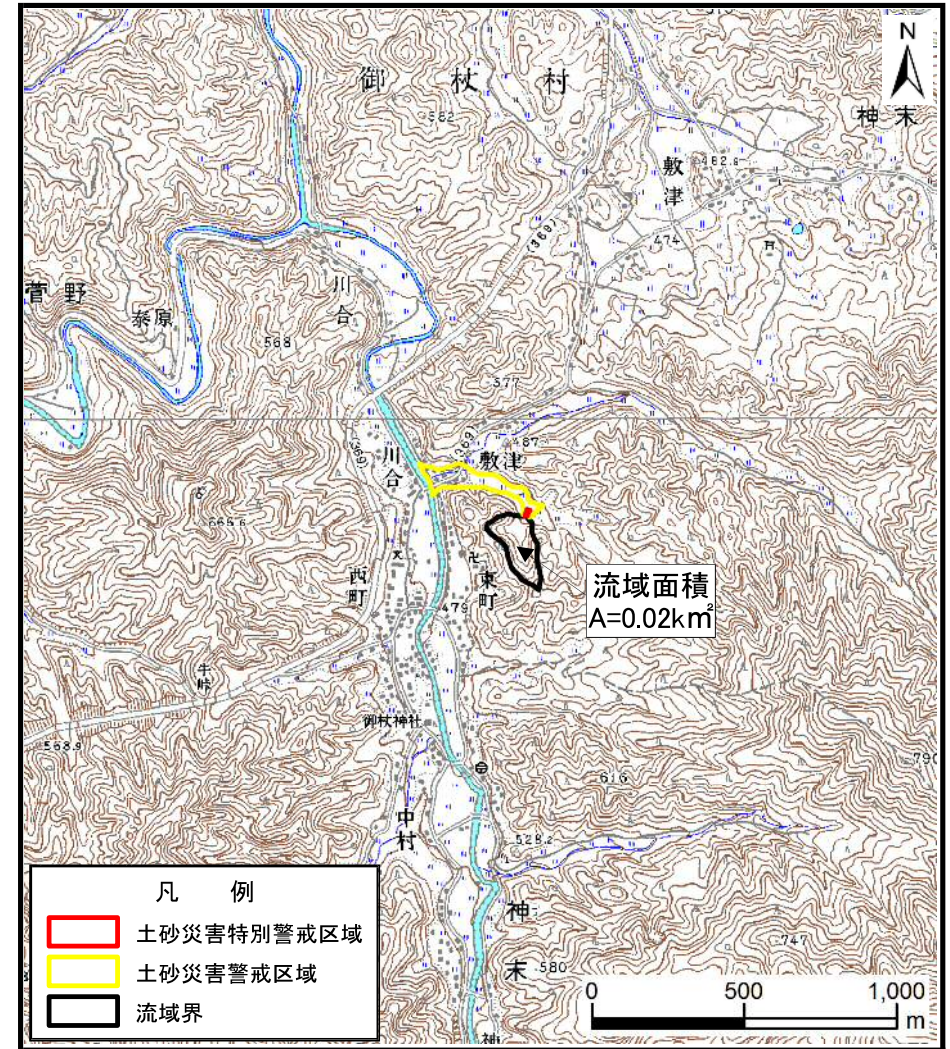 N
御杖村
582
神末
敷津
482.8
474
(369)
川合
菅野
泰原
568
577
487
敷津
(369)
(369)
川合
665.6
西町
東町
流域面積
A=0.02k㎡
479
牛峠
568.9
御杖神社
616
790
中村
528.2
神末
747
580
神
凡 例
土砂災害特別警戒区域
土砂災害警戒区域
流域界
0 500 1,000
m